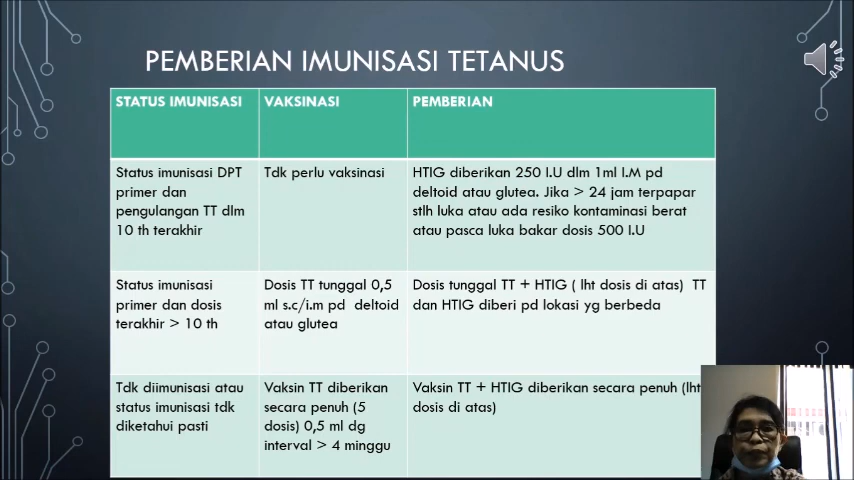 PEMBERIAN IMUNISASI TETANUS
STATUS IMUNISASI
VAKSINASI
PEMBERIAN
Status imunisasi DPT
primer dan
pengulangan TT dlm
10 th terakhir
Tdk perlu vaksinasi
HTIG diberikan 250 I.U dlm 1ml I.M pd
deltoid atau glutea. Jika > 24 jam terpapar
stlh luka atau ada resiko kontaminasi berat
atau pasca luka bakar dosis 500 I.U
Status imunisasi
primer dan dosis
terakhir > 10 th
Dosis TT tunggal 0,5
ml s.c/i.m pd deltoid
atau glutea
Dosis tunggal TT + HTIG ( lht dosis di atas) TT
dan HTIG diberi pd lokasi yg berbeda
Tdk diimunisasi atau
status imunisasi tdk
diketahui pasti
Vaksin TT diberikan
secara penuh (5
dosis) 0,5 ml dg
interval > 4 minggu
Vaksin TT + HTIG diberikan secara penuh (lht
dosis di atas)